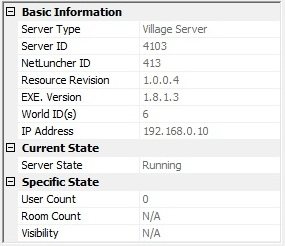 Basic Information
Server Type Village Server
Server ID 4103
NetLuncher ID 413
Resource Revision 1.0.0.4
EXE. Version 1.8.1.3
World ID(s) 6
IP Address 192.168.0.10
Current State
Server State Running
Specific State
User Count 0
Room Count N/A
Visibility N/A